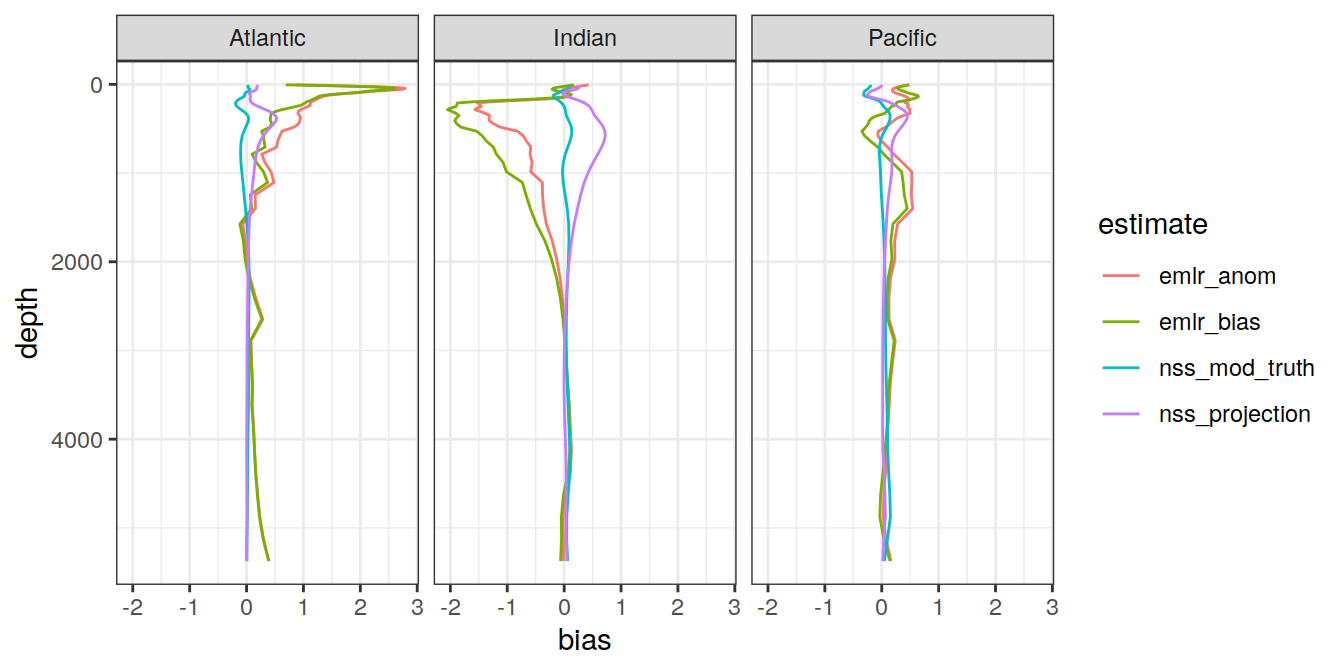 Atlantic Indian Pacific
0
2000
4000
depth
-2 -1 0 1 2 3 -2 -1 0 1 2 3 -2 -1 0 1 2 3
bias
estimate
emlr_anom
emlr_bias
nss_mod_truth
nss_projection